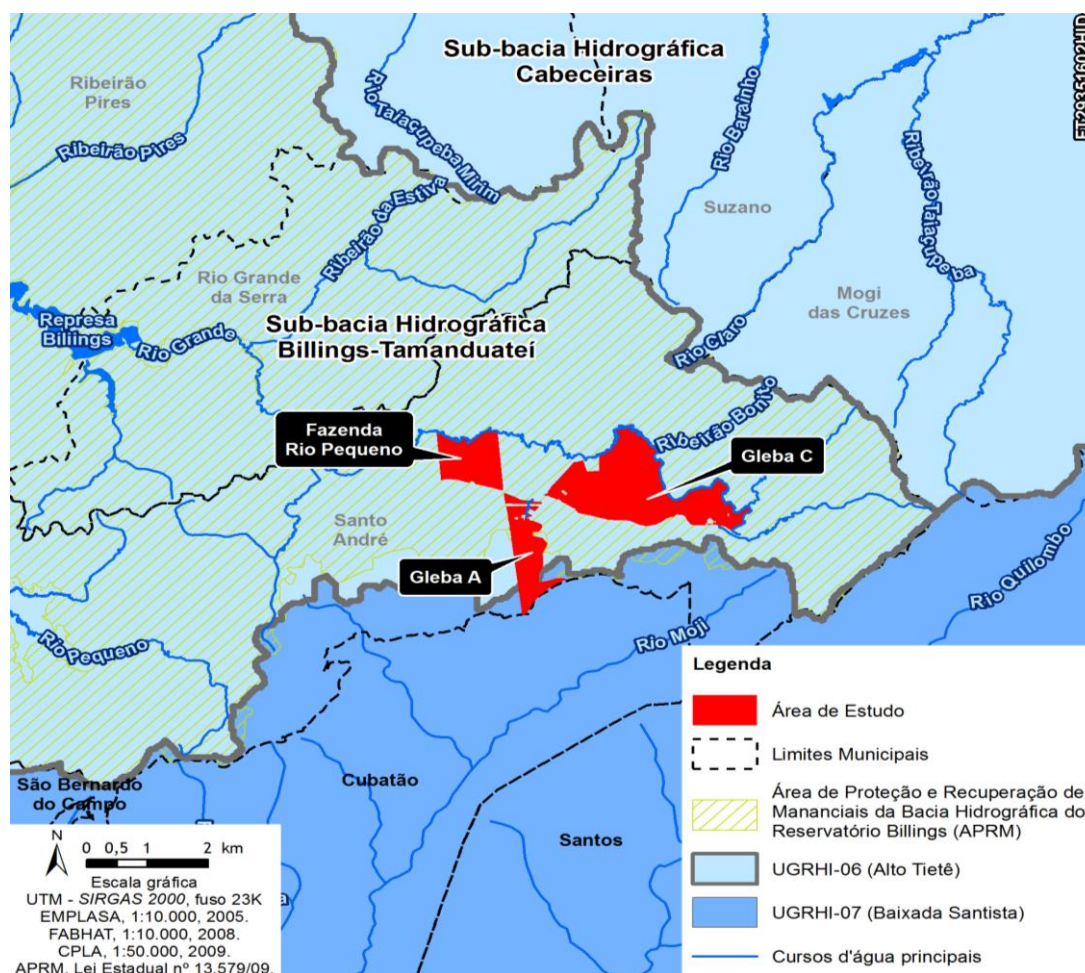 FT28351602HID
Sub-bacia Hidrográfica
Cabeceiras
Ribeirão
Pires
Ribeirão Pires
Rio Taiaçupeba Mirim
Rio Baraínho
Ribeirão Taiaçupeba
Ribeirão da Estiva
Suzano
Rio Grande
da Serra
Mogi
das Cruzes
Represa
Billings
Rio Grande
Sub-bacia Hidrográfica
Billings-Tamanduateí
Rio Claro
Ribeirão Bonito
Fazenda
Rio Pequeno
Gleba C
Santo
André
Gleba A
Rio Quilombo
Rio Moji
Rio Pequeno
São Bernardo
do Campo
Cubatão
Santos
N
0 0,5 1 2 km
Escala gráfica
UTM - SIRGAS 2000, fuso 23K
EMPLASA, 1:10.000, 2005.
FABHAT, 1:10.000, 2008.
CPLA, 1:50.000, 2009.
APRM, Lei Estadual nº 13.579/09.
Legenda
Área de Estudo
Limites Municipais
Área de Proteção e Recuperação de
Mananciais da Bacia Hidrográfica do
Reservatório Billings (APRM)
UGRHI-06 (Alto Tietê)
UGRHI-07 (Baixada Santista)
Cursos d'água principais